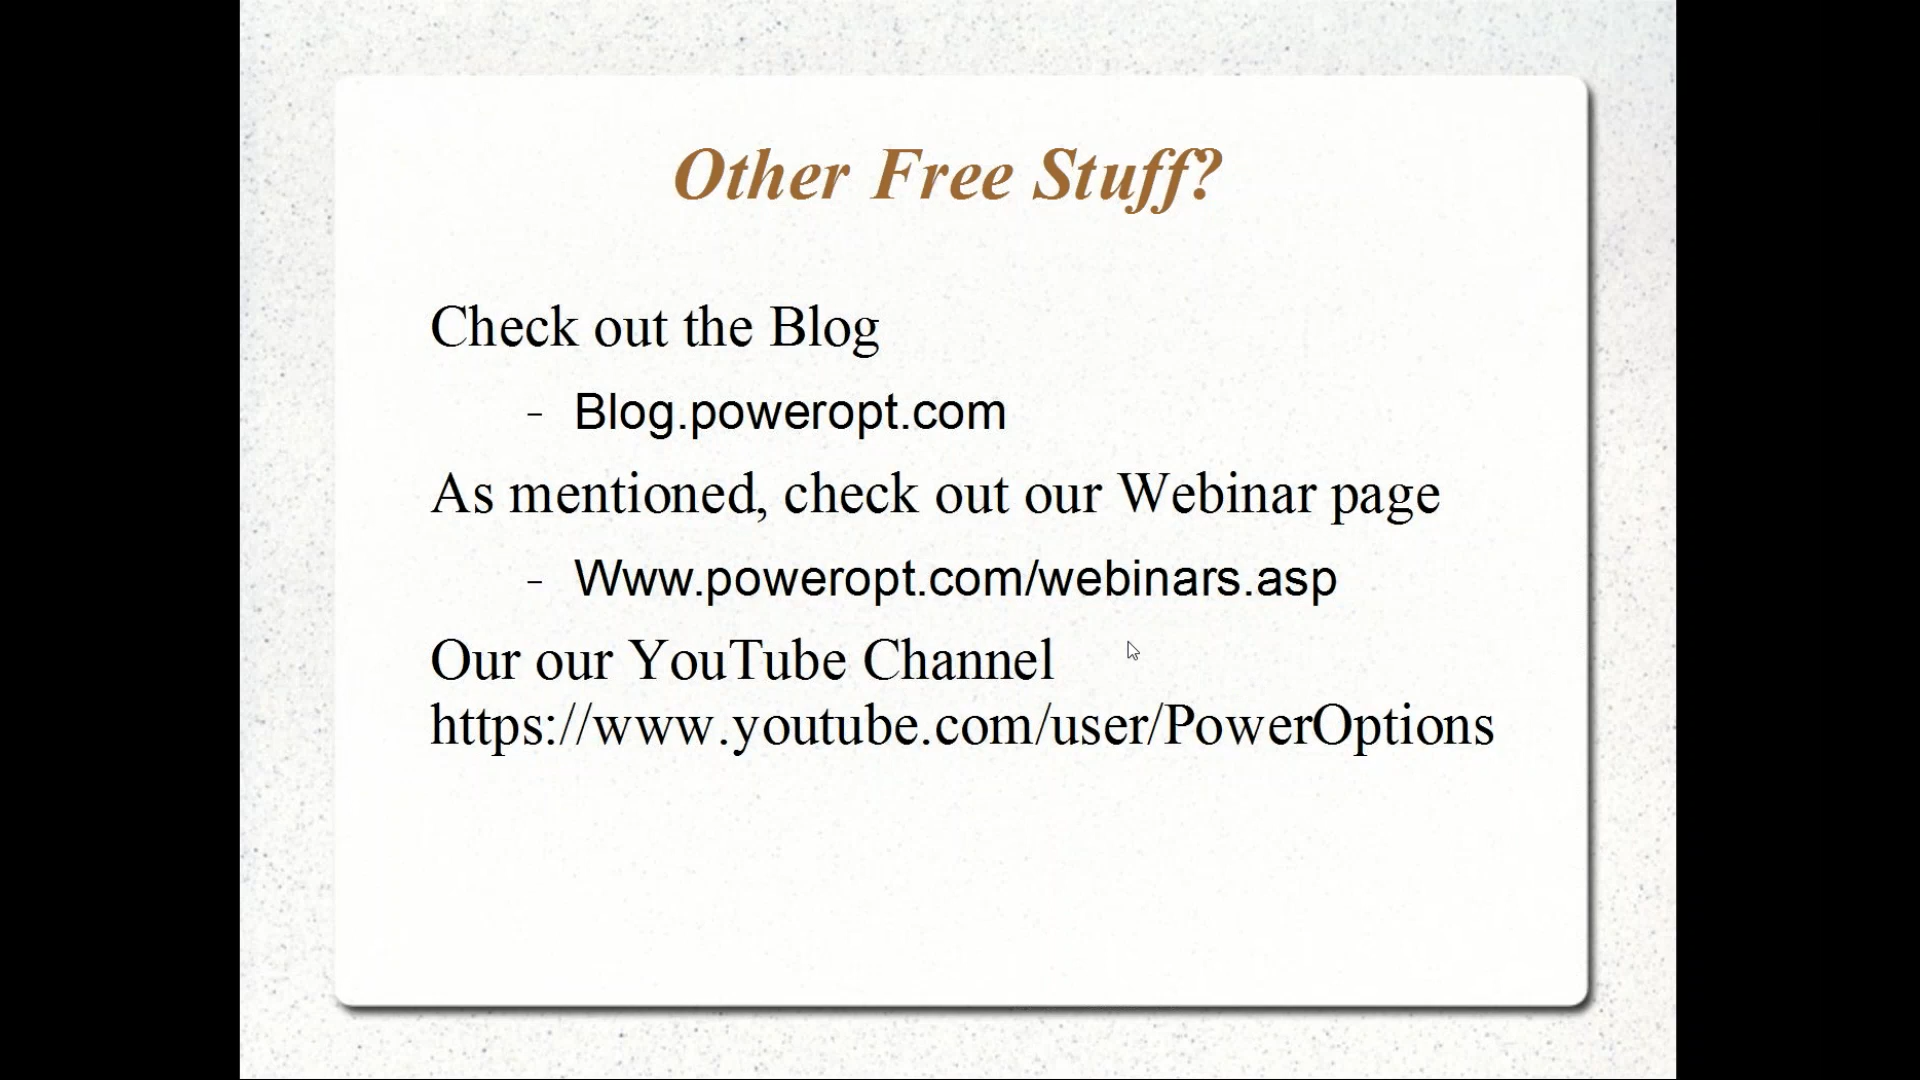 Other Free Stuff?
Check out the Blog
– Blog.poweropt.com
As mentioned, check out our Webinar page
– Www.poweropt.com/webinars.asp
Our our YouTube Channel
https://www.youtube.com/user/PowerOptions